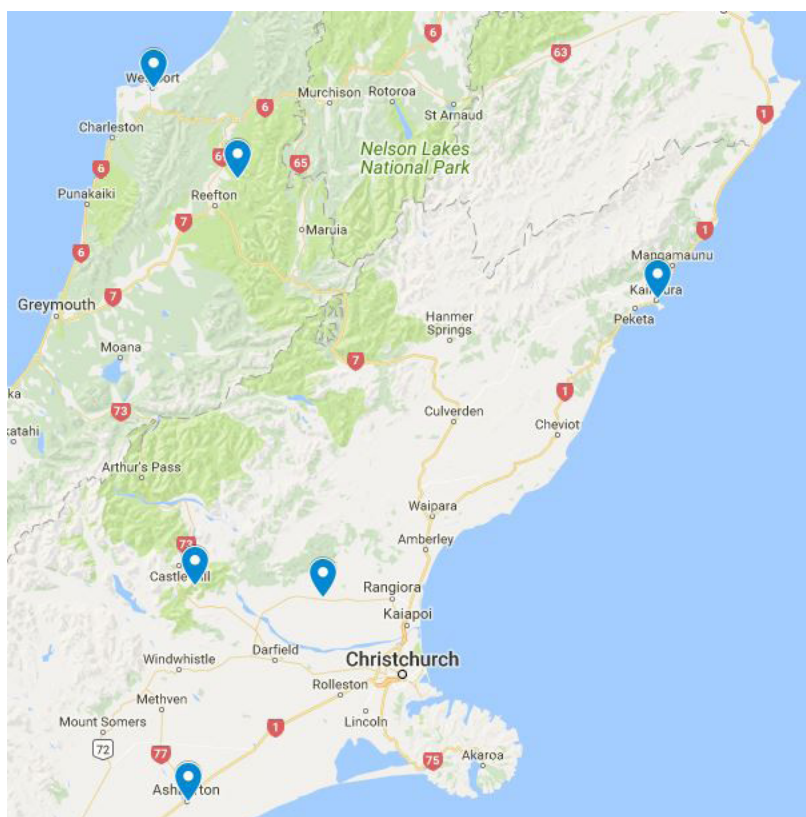 6
63
Westport
6
Murchison
Rotoroa
St Arnaud
1
Charleston
Nelson Lakes
National Park
69
65
6
Punakaiki
Reefton
7
Maruia
1
6
Mangamaunu
Kaikoura
7
Greymouth
Peketa
Hanmer
Springs
Moana
7
1
ka
73
Culverden
katahi
Cheviot
Arthur's Pass
Waipara
Amberley
73
Castle Hill
Rangiora
Kaiapoi
Darfield
Windwhistle
Christchurch
Rolleston
Methven
Lincoln
Mount Somers
1
72
77
75
Akaroa
Ashburton